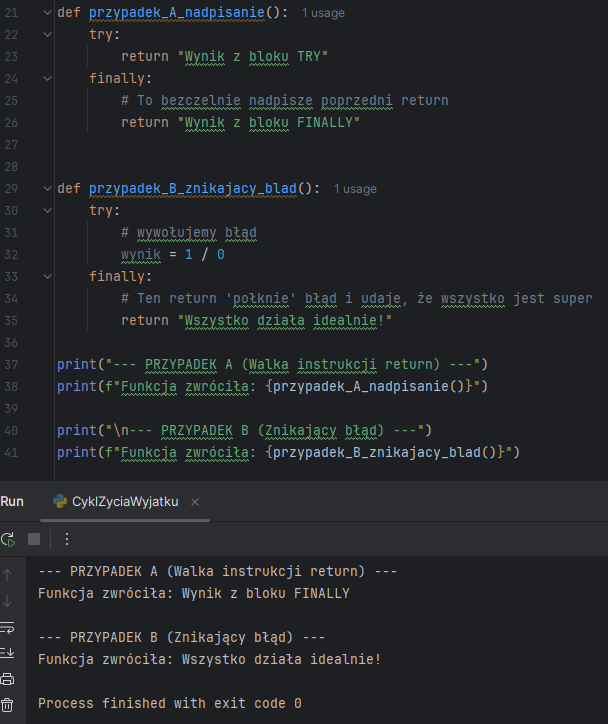 21 def przypadek_A_nadpisanie(): 1 usage
22 try:
23 return "Wynik z bloku TRY"
24 finally:
25 # To bezczelnie nadpisze poprzedni return
26 return "Wynik z bloku FINALLY"
27
28
29 def przypadek_B_znikajacy_blad(): 1 usage
30 try:
31 # wywołujemy błąd
32 wynik = 1 / 0
33 finally:
34 # Ten return 'połknie' błąd i udaje, że wszystko jest super
35 return "Wszystko działa idealnie!"
36
37 print("--- PRZYPADEK A (Walka instrukcji return) ---")
38 print(f"Funkcja zwróciła: {przypadek_A_nadpisanie()}")
39
40 print("\n--- PRZYPADEK B (Znikający błąd) ---")
41 print(f"Funkcja zwróciła: {przypadek_B_znikajacy_blad()}")
Run CyklZyciaWyjatku
--- PRZYPADEK A (Walka instrukcji return) ---
Funkcja zwróciła: Wynik z bloku FINALLY
--- PRZYPADEK B (Znikający błąd) ---
Funkcja zwróciła: Wszystko działa idealnie!
Process finished with exit code 0